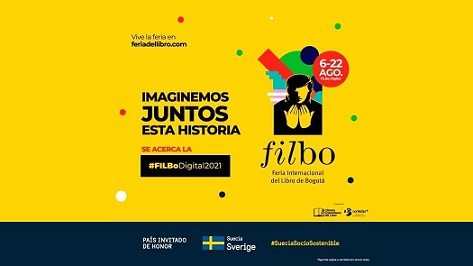 Vive la feria en
feriadellibro.com
6-22
AGO.
IMAGINEMOS
JUNTOS
ESTA HISTORIA
SE ACERCA LA
#FILBoDigital2021
filbo
Feria Internacional
del Libro de Bogotá
PAÍS INVITADO
DE HONOR
Suecia
Sverige
#SueciaSocioSostenible